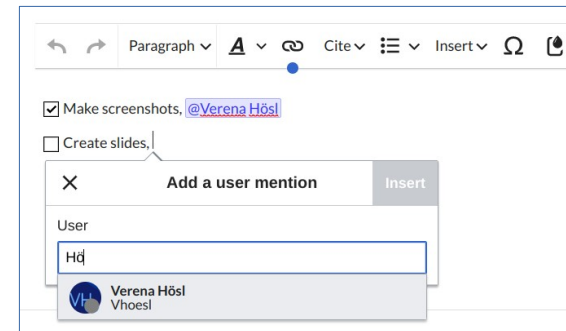 Paragraph A Cite Insert Ω
Make screenshots, @Verena Hösl
Create slides,
Add a user mention Insert
User
Hö
VH
Verena Hösl
Vhoesl